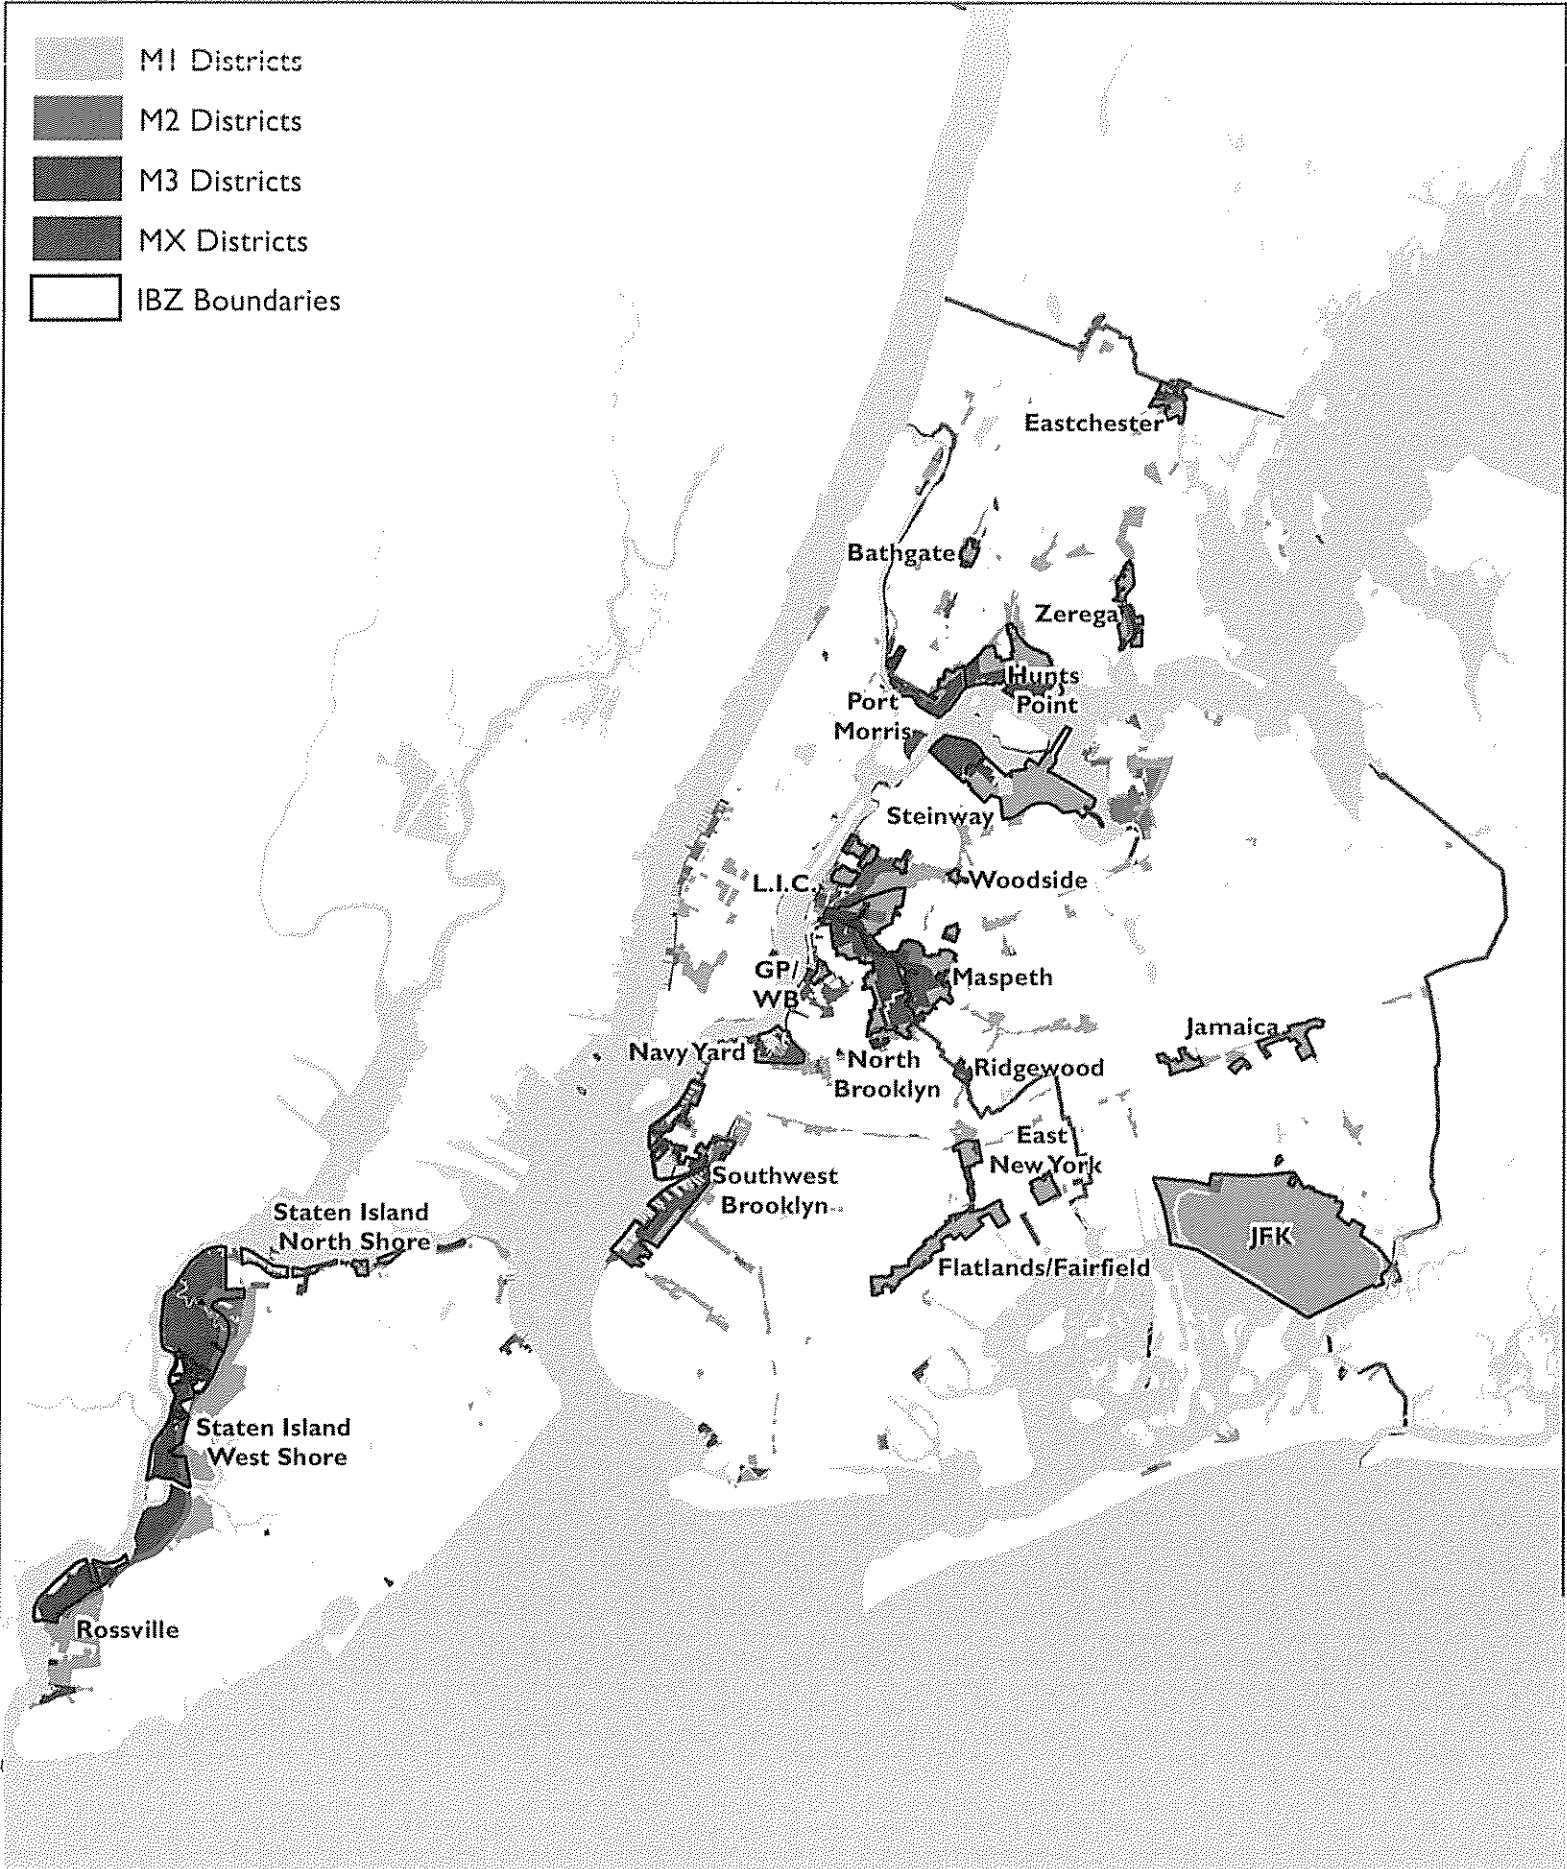 M1 Districts
M2 Districts
M3 Districts
MX Districts
IBZ Boundaries
Eastchester
Bathgate
Zerega
Hunts
Point
Port
Morris
Steinway
L.I.C.
Woodside
GP/
WB
Maspeth
Jamaica
Navy Yard
North
Brooklyn
Ridgewood
East
New York
Southwest
Brooklyn
Staten Island
North Shore
JFK
Flatlands/Fairfield
Staten Island
West Shore
Rossville